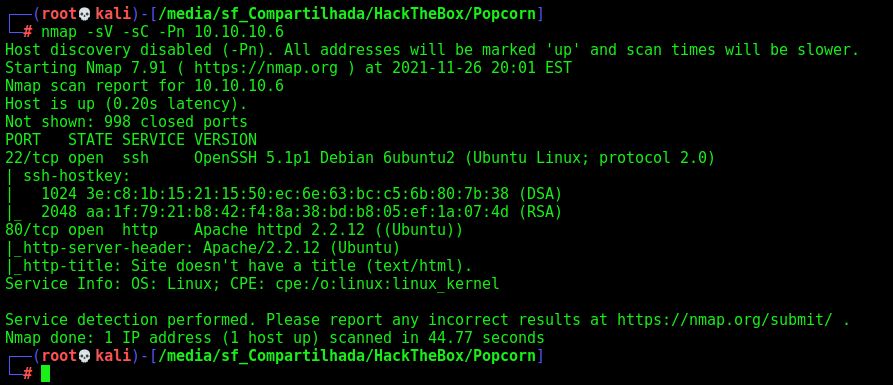 ┌──(root💀kali)-[/media/sf_Compartilhada/HackTheBox/Popcorn]
└─# nmap -sV -sC -Pn 10.10.10.6
Host discovery disabled (-Pn). All addresses will be marked 'up' and scan times will be slower.
Starting Nmap 7.91 ( https://nmap.org ) at 2021-11-26 20:01 EST
Nmap scan report for 10.10.10.6
Host is up (0.20s latency).
Not shown: 998 closed ports
PORT   STATE SERVICE VERSION
22/tcp open  ssh     OpenSSH 5.1p1 Debian 6ubuntu2 (Ubuntu Linux; protocol 2.0)
| ssh-hostkey:
|   1024 3e:c8:1b:15:21:15:50:ec:6e:63:bc:c5:6b:80:7b:38 (DSA)
|_  2048 aa:1f:79:21:b8:42:f4:8a:38:bd:b8:05:ef:1a:07:4d (RSA)
80/tcp open  http    Apache httpd 2.2.12 ((Ubuntu))
|_http-server-header: Apache/2.2.12 (Ubuntu)
|_http-title: Site doesn't have a title (text/html).
Service Info: OS: Linux; CPE: cpe:/o:linux:linux_kernel

Service detection performed. Please report any incorrect results at https://nmap.org/submit/ .
Nmap done: 1 IP address (1 host up) scanned in 44.77 seconds
┌──(root💀kali)-[/media/sf_Compartilhada/HackTheBox/Popcorn]
└─#